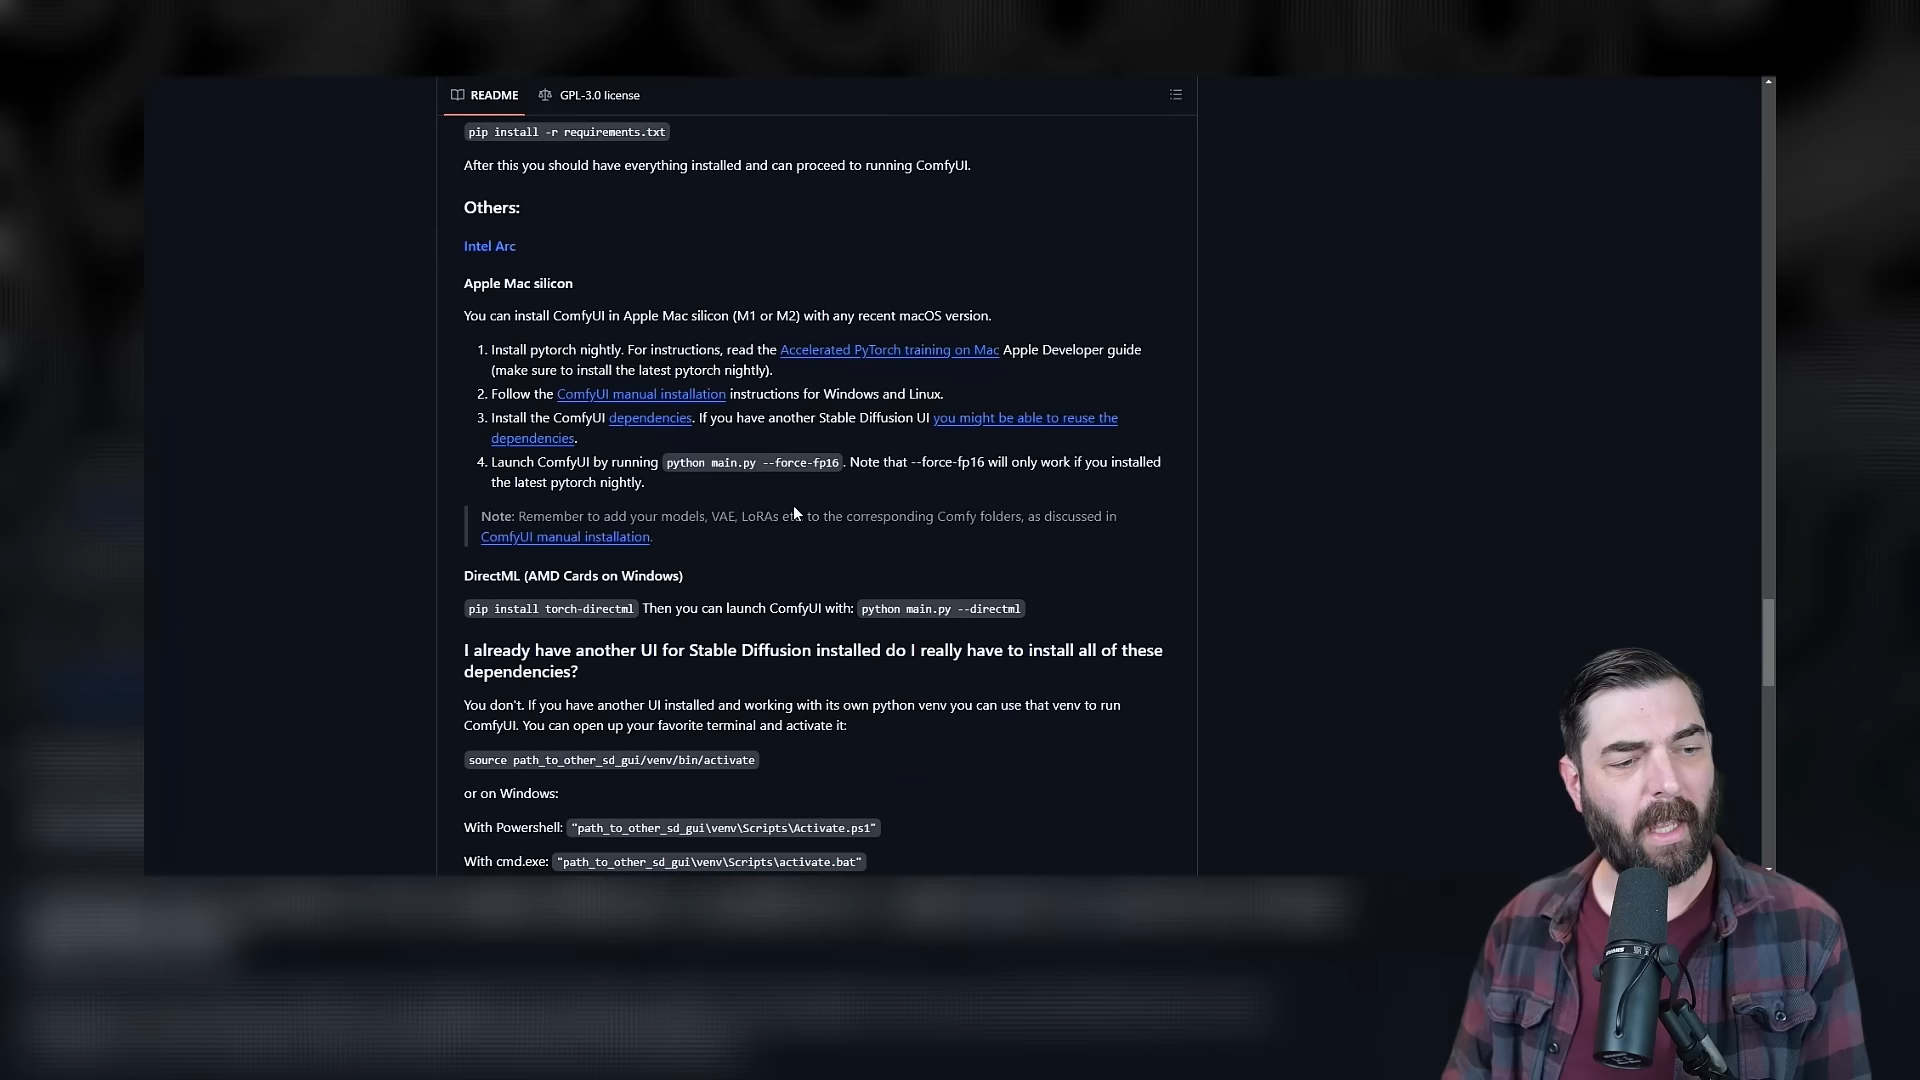 README
GPL-3.0 license
pip install -r requirements.txt
After this you should have everything installed and can proceed to running ComfyUI.
Others:
Intel Arc
Apple Mac silicon
You can install ComfyUI in Apple Mac silicon (M1 or M2) with any recent macOS version.
1. Install pytorch nightly. For instructions, read the Accelerated PyTorch training on Mac Apple Developer guide
(make sure to install the latest pytorch nightly).
2. Follow the ComfyUI manual installation instructions for Windows and Linux.
3. Install the ComfyUI dependencies. If you have another Stable Diffusion UI you might be able to reuse the
dependencies.
4. Launch ComfyUI by running python main.py --force-fp16. Note that --force-fp16 will only work if you installed
the latest pytorch nightly.
Note: Remember to add your models, VAE, LoRAs etc. to the corresponding Comfy folders, as discussed in
ComfyUI manual installation.
DirectML (AMD Cards on Windows)
pip install torch-directml Then you can launch ComfyUI with: python main.py --directml
I already have another UI for Stable Diffusion installed do I really have to install all of these
dependencies?
You don't. If you have another UI installed and working with its own python venv you can use that venv to run
ComfyUI. You can open up your favorite terminal and activate it:
source path_to_other_sd_gui/venv/bin/activate
or on Windows:
With Powershell: "path_to_other_sd_gui\venv\Scripts\Activate.ps1"
With cmd.exe: "path_to_other_sd_gui\venv\Scripts\activate.bat"